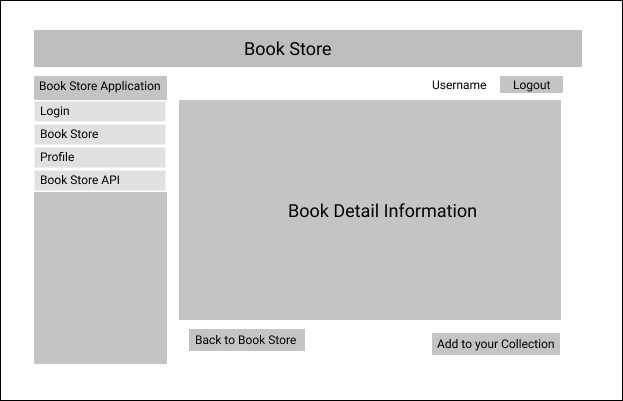 Book Store
Book Store Application
Username
Logout
Login
Book Store
Profile
Book Store API
Book Detail Information
Back to Book Store
Add to your Collection